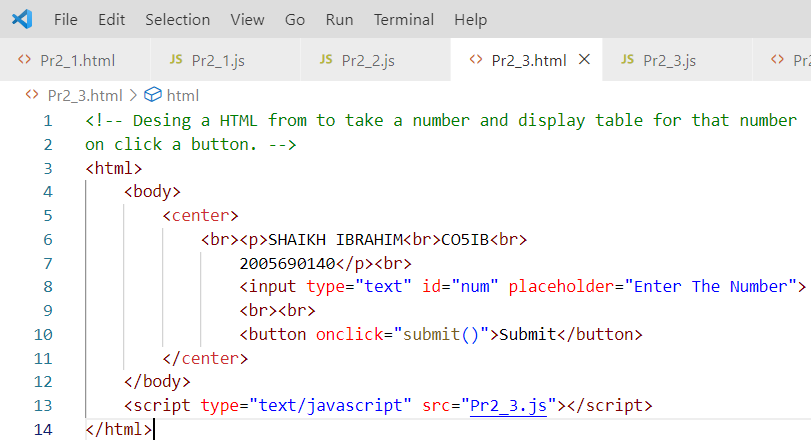 File Edit Selection View Go Run Terminal Help
<> Pr2_1.html JS Pr2_1.js JS Pr2_2.js <> Pr2_3.html × JS Pr2_3.js <>
<> Pr2_3.html > html
1 <!-- Desing a HTML from to take a number and display table for that number
2 on click a button. -->
3 <html>
4 <body>
5 <center>
6 <br><p>SHAIKH IBRAHIM<br>CO5IB<br>
7 2005690140</p><br>
8 <input type="text" id="num" placeholder="Enter The Number">
9 <br><br>
10 <button onclick="submit()">Submit</button>
11 </center>
12 </body>
13 <script type="text/javascript" src="Pr2_3.js"></script>
14 </html>